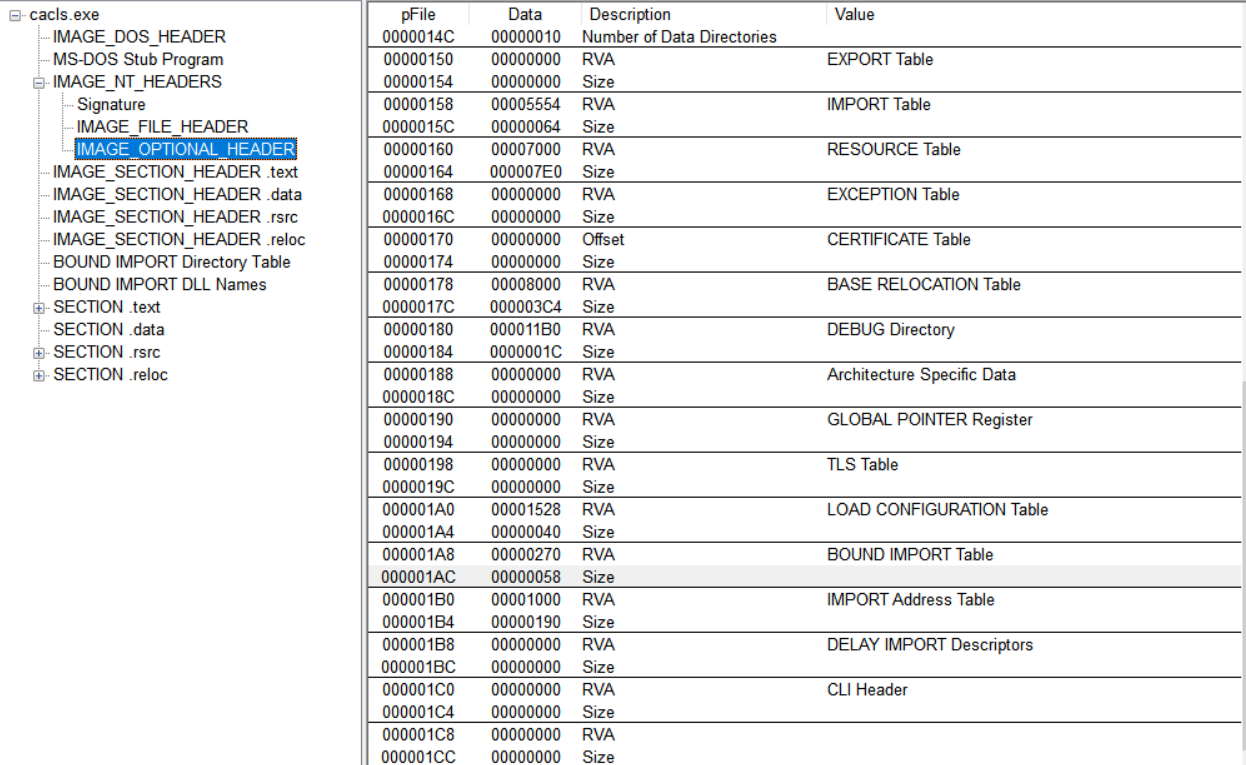 cacls.exe
IMAGE_DOS_HEADER
MS-DOS Stub Program
IMAGE_NT_HEADERS
Signature
IMAGE_FILE_HEADER
IMAGE_OPTIONAL_HEADER
IMAGE_SECTION_HEADER .text
IMAGE_SECTION_HEADER .data
IMAGE_SECTION_HEADER .rsrc
IMAGE_SECTION_HEADER .reloc
BOUND IMPORT Directory Table
BOUND IMPORT DLL Names
SECTION .text
SECTION .data
SECTION .rsrc
SECTION .reloc
pFile Data Description Value
0000014C 00000010 Number of Data Directories
00000150 00000000 RVA EXPORT Table
00000154 00000000 Size
00000158 00005554 RVA IMPORT Table
0000015C 00000064 Size
00000160 00007000 RVA RESOURCE Table
00000164 000007E0 Size
00000168 00000000 RVA EXCEPTION Table
0000016C 00000000 Size
00000170 00000000 Offset CERTIFICATE Table
00000174 00000000 Size
00000178 00008000 RVA BASE RELOCATION Table
0000017C 000003C4 Size
00000180 000011B0 RVA DEBUG Directory
00000184 0000001C Size
00000188 00000000 RVA Architecture Specific Data
0000018C 00000000 Size
00000190 00000000 RVA GLOBAL POINTER Register
00000194 00000000 Size
00000198 00000000 RVA TLS Table
0000019C 00000000 Size
000001A0 00001528 RVA LOAD CONFIGURATION Table
000001A4 00000040 Size
000001A8 00000270 RVA BOUND IMPORT Table
000001AC 00000058 Size
000001B0 00001000 RVA IMPORT Address Table
000001B4 00000190 Size
000001B8 00000000 RVA DELAY IMPORT Descriptors
000001BC 00000000 Size
000001C0 00000000 RVA CLI Header
000001C4 00000000 Size
000001C8 00000000 RVA
000001CC 00000000 Size